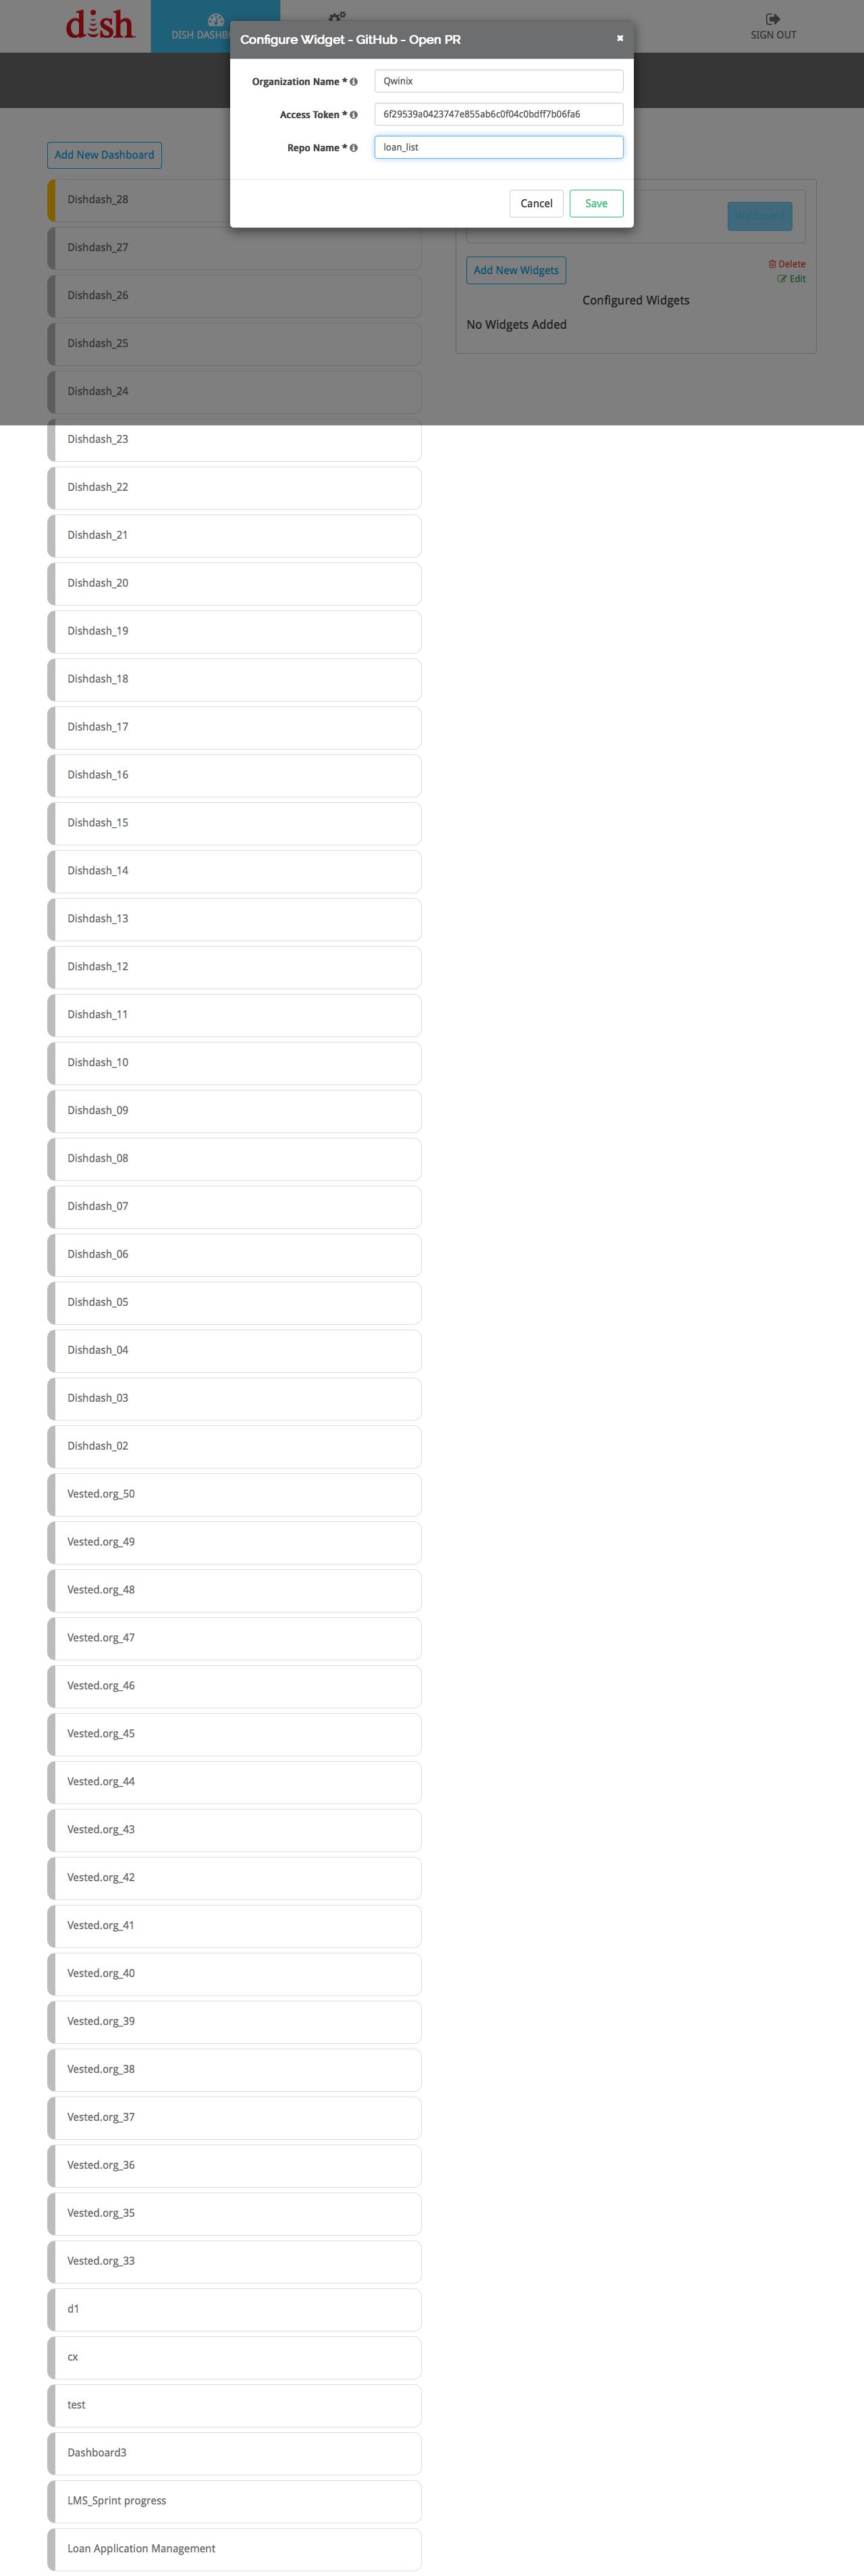 dish
DISH DASHB
SIGN OUT
Configure Widget - GitHub - Open PR
Organization Name *
Qwinix
Access Token *
6f29539a0423747e855ab6c0f04c0bdff7b06fa6
Repo Name *
loan_list
Cancel
Save
Add New Dashboard
Wallboard
Add New Widgets
Delete
Edit
Configured Widgets
No Widgets Added
Dishdash_28
Dishdash_27
Dishdash_26
Dishdash_25
Dishdash_24
Dishdash_23
Dishdash_22
Dishdash_21
Dishdash_20
Dishdash_19
Dishdash_18
Dishdash_17
Dishdash_16
Dishdash_15
Dishdash_14
Dishdash_13
Dishdash_12
Dishdash_11
Dishdash_10
Dishdash_09
Dishdash_08
Dishdash_07
Dishdash_06
Dishdash_05
Dishdash_04
Dishdash_03
Dishdash_02
Vested.org_50
Vested.org_49
Vested.org_48
Vested.org_47
Vested.org_46
Vested.org_45
Vested.org_44
Vested.org_43
Vested.org_42
Vested.org_41
Vested.org_40
Vested.org_39
Vested.org_38
Vested.org_37
Vested.org_36
Vested.org_35
Vested.org_33
d1
cx
test
Dashboard3
LMS_Sprint progress
Loan Application Management